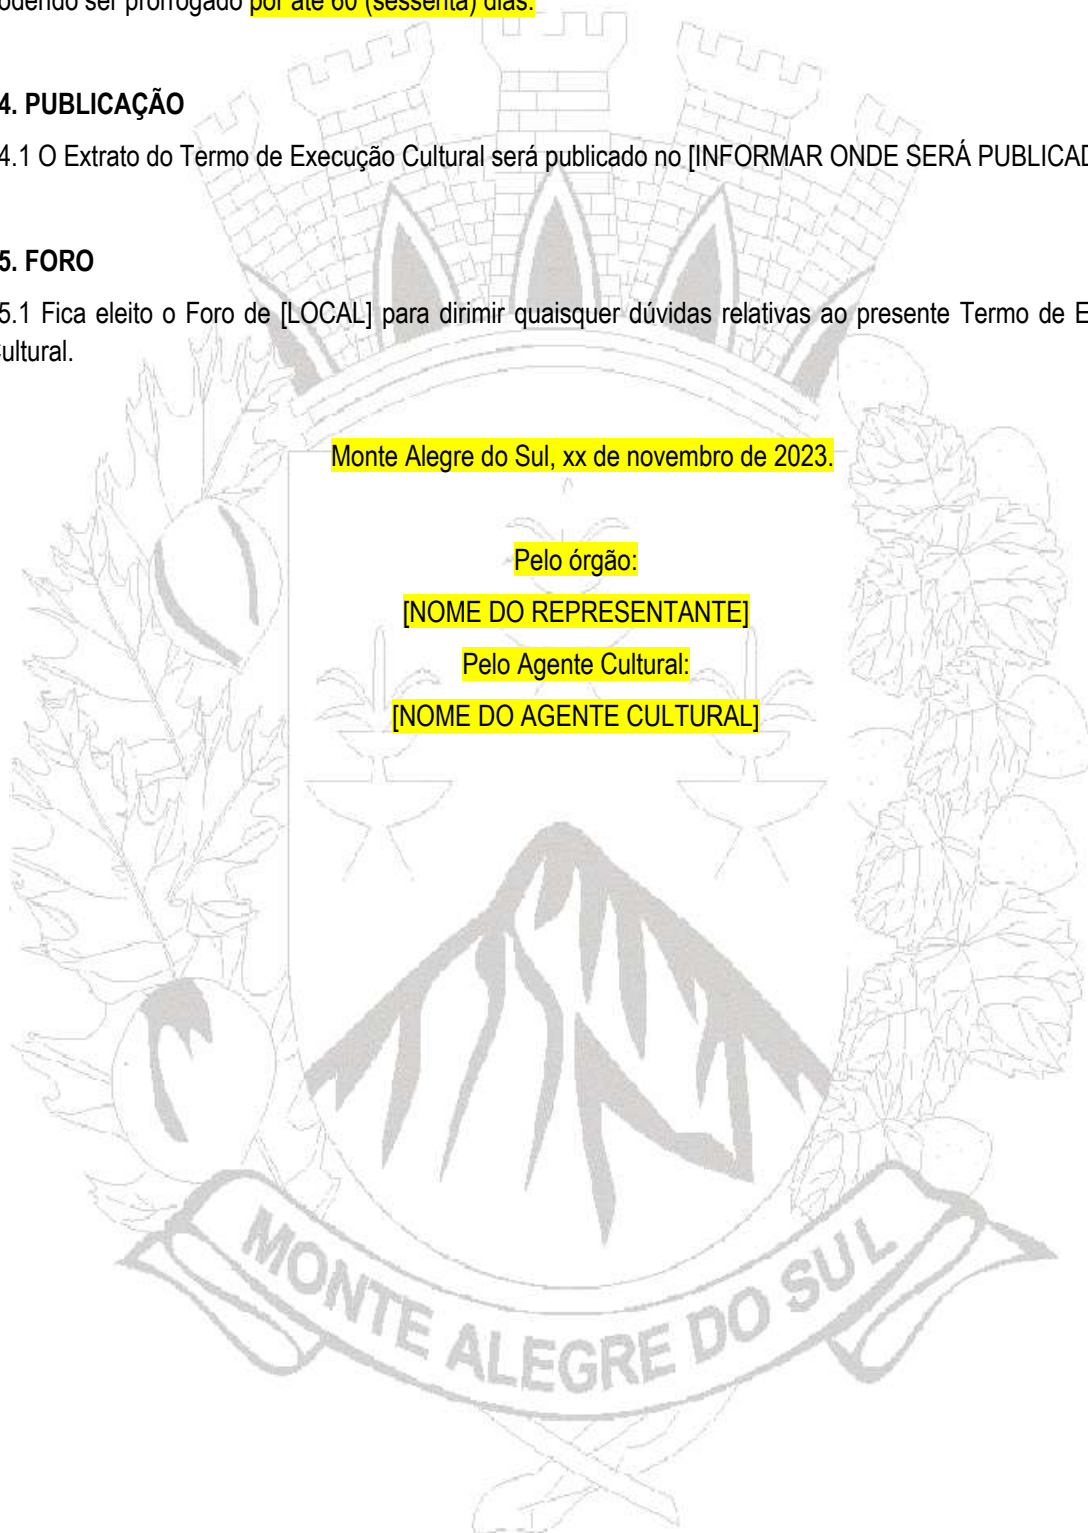 odendo ser prorrogado por até 60 (sessenta) dias.
4. PUBLICAÇÃO
4.1 O Extrato do Termo de Execução Cultural será publicado no [INFORMAR ONDE SERÁ PUBLICAD
5. FORO
5.1 Fica eleito o Foro de [LOCAL] para dirimir quaisquer dúvidas relativas ao presente Termo de E
ultural.
Monte Alegre do Sul, xx de novembro de 2023.
Pelo órgão:
[NOME DO REPRESENTANTE]
Pelo Agente Cultural:
[NOME DO AGENTE CULTURAL]
MONTE ALEGRE DO SUL